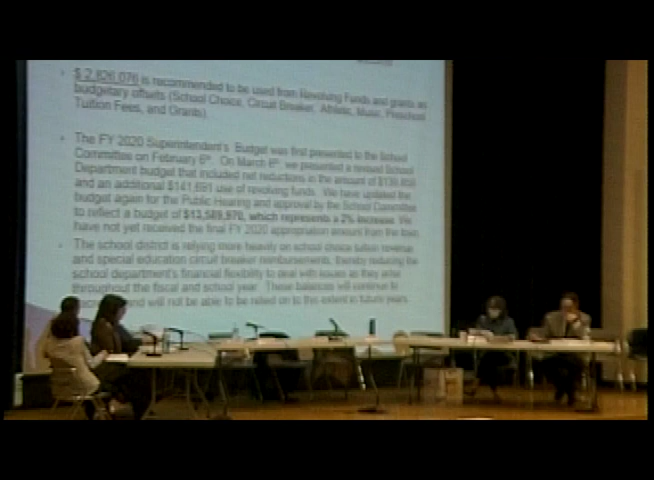 $ 2,826,076 is recommended to be used from Revolving Funds and grants as
budgetary offsets (School Choice, Circuit Breaker, Athletic, Music, Preschool
Tuition Fees, and Grants)
The FY 2020 Superintendent's Budget was first presented to the School
Committee on February 6th. On March 6th, we presented a revised School
Department budget that included net reductions in the amount of
and an additional $141,691 use of revolving funds. We have updated the
budget again for the Public Hearing and approval by the School Committee
to reflect a budget of $13,589,970, which represents a 2% increase. We
have not yet received the final FY 2020 appropriation amount from the town
The school district is relying more heavily on school choice tuition revenue
and special education circuit breaker reimbursements, thereby reducing the
school department's financial flexibility to deal with issues as they arise
throughout the fiscal and school year. These balances will continue to
and will not be able to be relied on to this extent in future years.